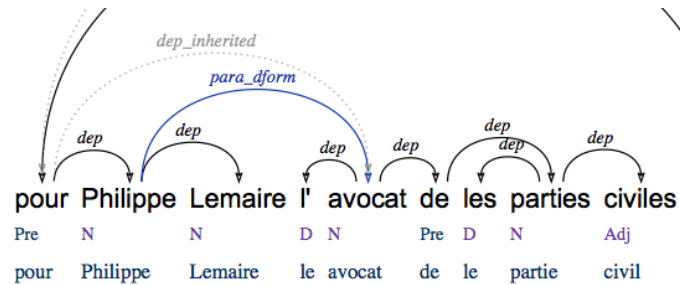 dep_inherited
para_dform
dep dep dep dep dep dep dep
pour Philippe Lemaire l' avocat de les parties civiles
Pre N N D N Pre D N Adj
pour Philippe Lemaire le avocat de le partie civil